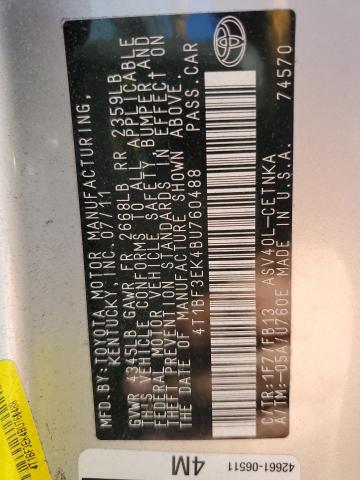 MFD.BY: TOYOTA MOTOR MANUFACTURING,
KENTUCKY, INC. 07/11
GVWR 4345LB GAWR FR 2668LB RR 2359LB
THIS VEHICLE CONFORMS TO ALL APPLICABLE
FEDERAL MOTOR VEHICLE SAFETY, BUMPER AND
THEFT PREVENTION STANDARDS IN EFFECT ON
THE DATE OF MANUFACTURE SHOWN ABOVE.
4T1BF3EK4BU760488 PASS.CAR
C/TR:1F7/FB13 ASV40L-CETNKA
A/TM:-05A/U760E U.S.A. 74570
42661-06511
4M